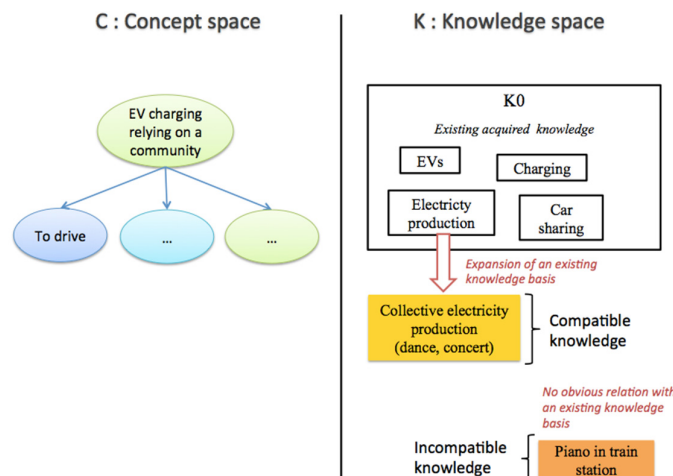 C : Concept space
EV charging
relying on a
community
To drive
...
...
K : Knowledge space
K0
Existing acquired knowledge
EVs
Charging
Electricty
production
Car
sharing
Expansion of an existing
knowledge basis
Collective electricity
production
(dance, concert)
Compatible
knowledge
No obvious relation with
an existing knowledge
basis
Incompatible
knowledge
Piano in train
station